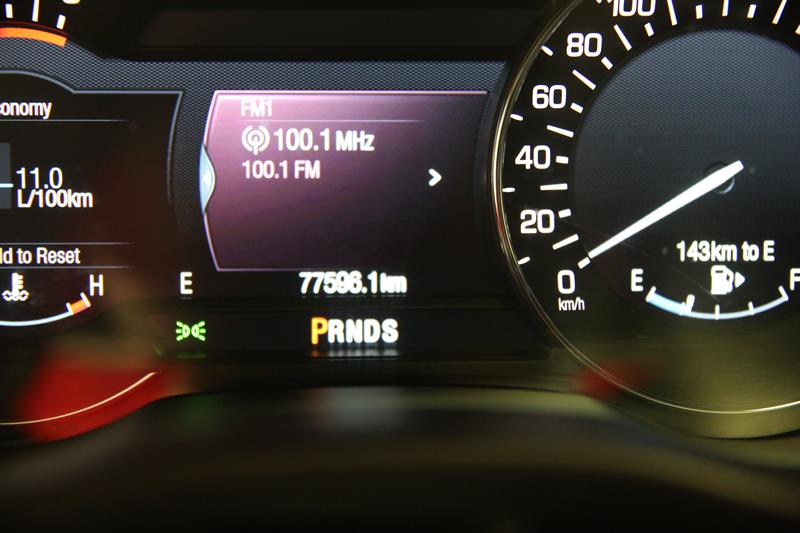 conomy
11.0
L/100km
ld to Reset
H
FM1
100.1 MHz
100.1 FM
E
77596.1km
PRNDS
100
80
60
40
20
0
km/h
143km to E
E
F